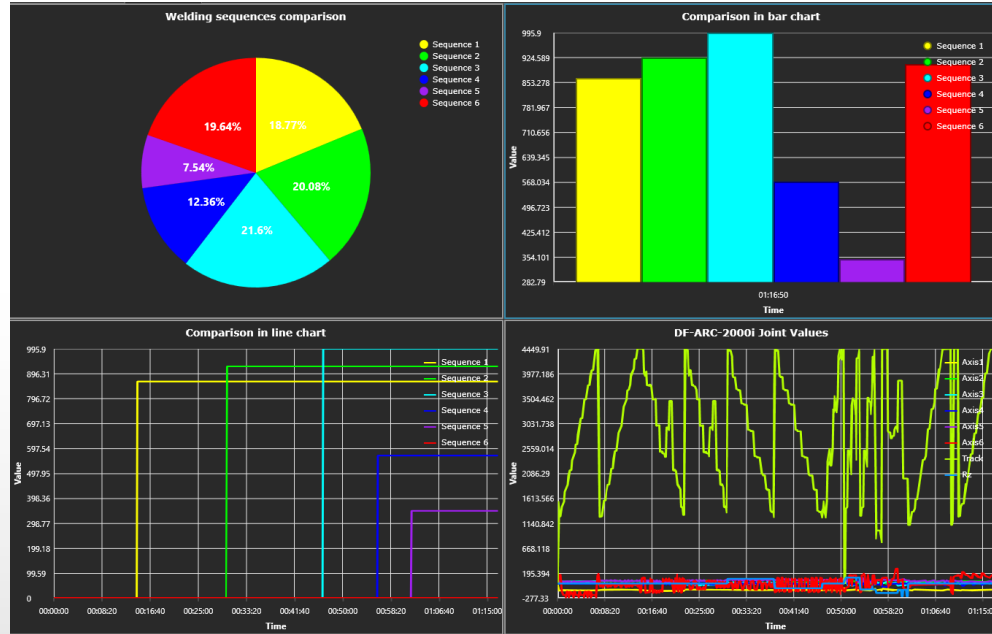 Welding sequences comparison
Sequence 1
Sequence 2
Sequence 3
Sequence 4
Sequence 5
Sequence 6
18.77%
20.08%
21.6%
12.36%
7.54%
19.64%
Comparison in bar chart
995.9
924.589
853.278
781.967
710.656
639.345
568.034
496.723
425.412
354.101
282.79
Value
Sequence 1
Sequence 2
Sequence 3
Sequence 4
Sequence 5
Sequence 6
01:16:50
Time
Comparison in line chart
995.9
896.31
796.72
697.13
597.54
497.95
398.36
298.77
199.18
99.59
0
Value
Sequence 1
Sequence 2
Sequence 3
Sequence 4
Sequence 5
Sequence 6
00:00:00 00:08:20 00:16:40 00:25:00 00:33:20 00:41:40 00:50:00 00:58:20 01:06:40 01:15:00
Time
DF-ARC-2000i Joint Values
4449.91
3977.186
3504.462
3031.738
2559.014
2086.29
1613.566
1140.842
668.118
195.394
-277.33
Value
Axis1
Axis2
Axis3
Axis4
Axis5
Axis6
Track
Rz
00:00:00 00:08:20 00:16:40 00:25:00 00:33:20 00:41:40 00:50:00 00:58:20 01:06:40 01:15:0
Time